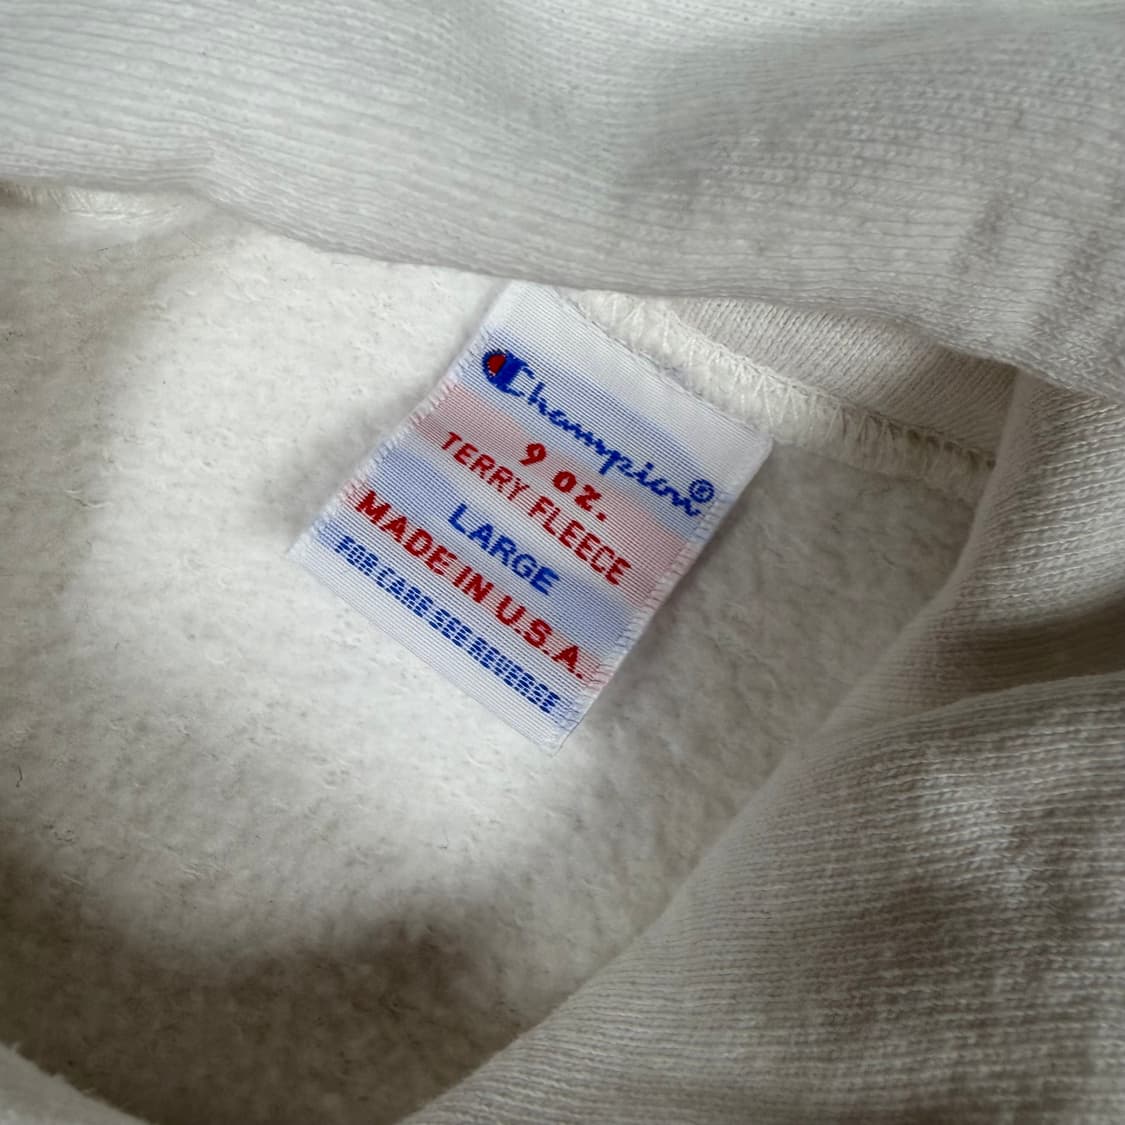 Champion®
9 oz.
TERRY FLEECE
LARGE
MADE IN U.S.A.
FOR CARE SEE REVERSE